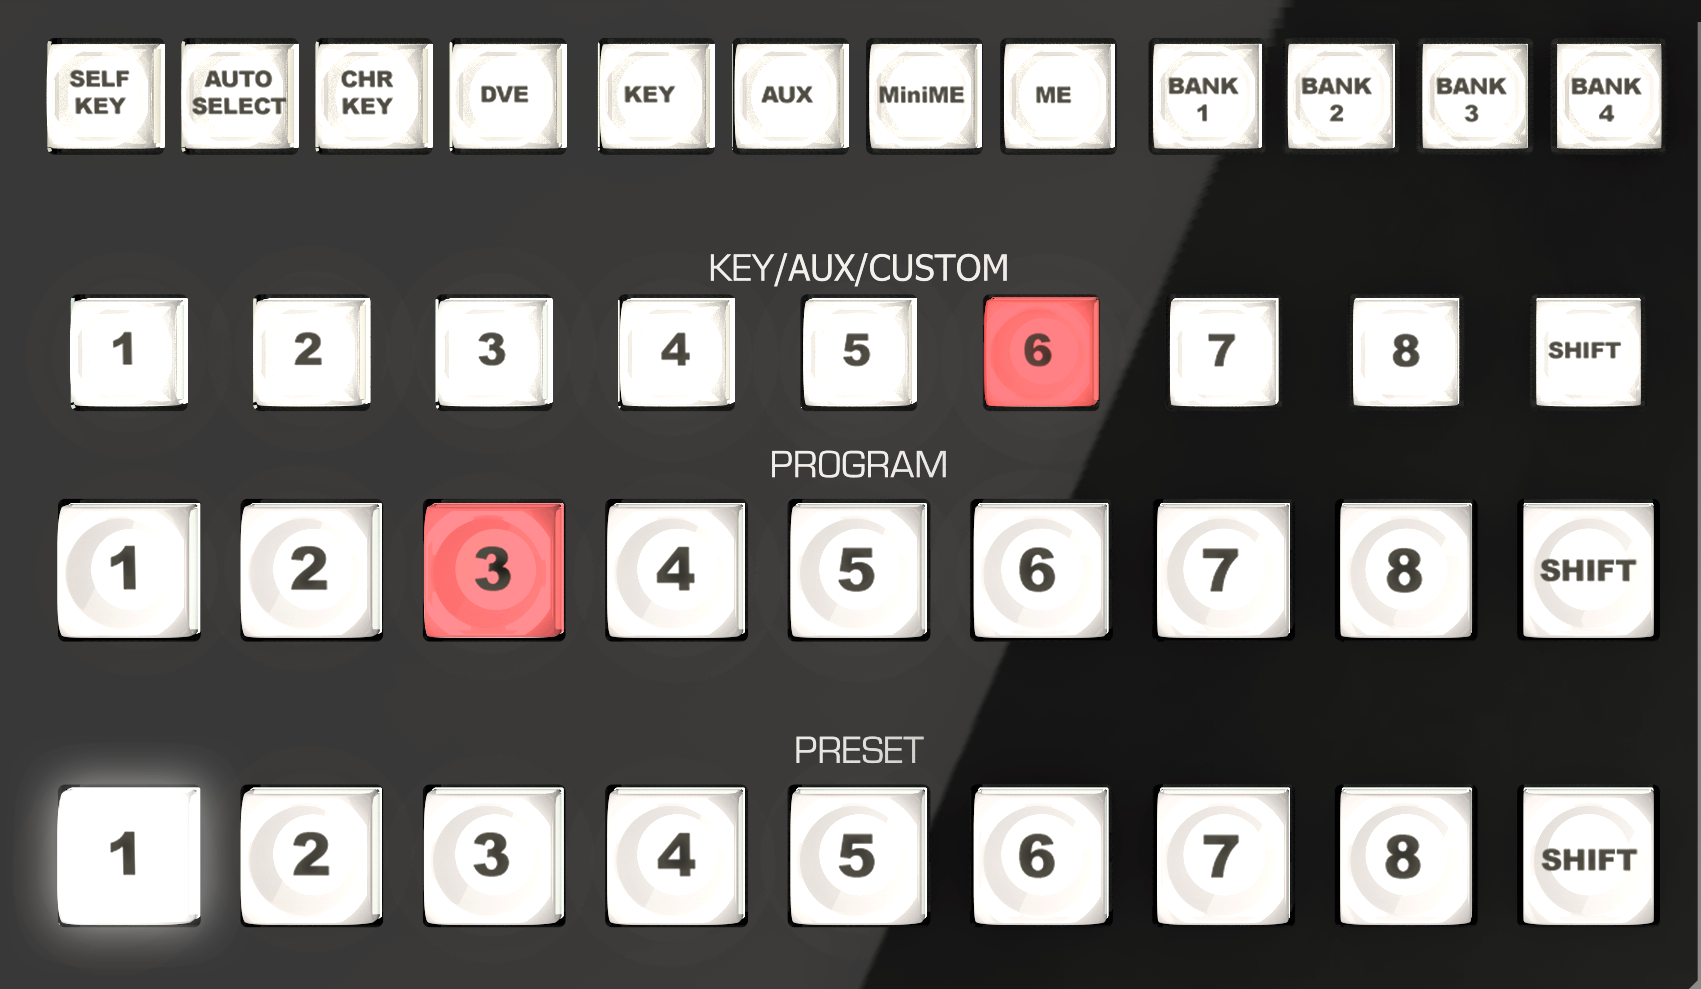 SELF
KEY
AUTO
SELECT
CHR
KEY
DVE
KEY
AUX
MiniME
ME
BANK
1
BANK
2
BANK
3
BANK
4
KEY/AUX/CUSTOM
1 2 3 4 5 6 7 8 SHIFT
PROGRAM
1 2 3 4 5 6 7 8 SHIFT
PRESET
1 2 3 4 5 6 7 8 SHIFT